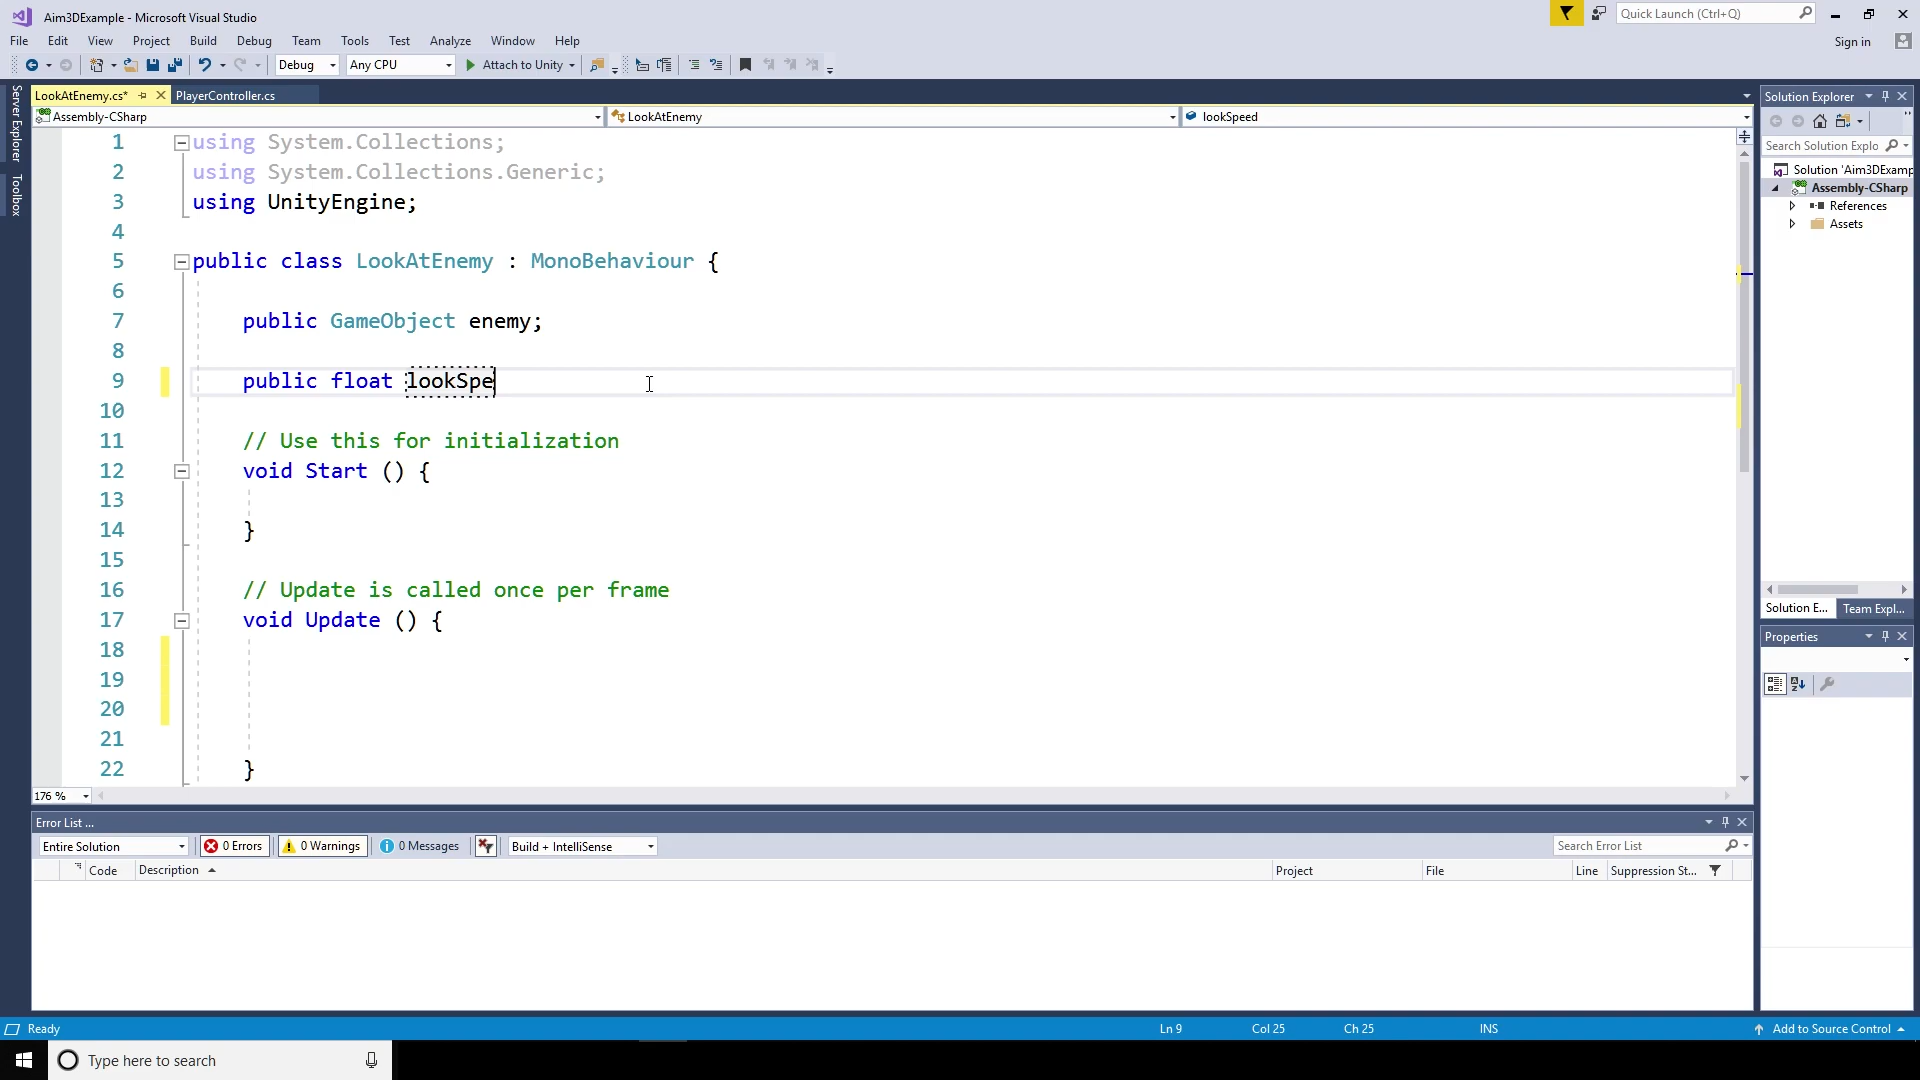 Aim3DExample - Microsoft Visual Studio
Quick Launch (Ctrl+Q)
File Edit View Project Build Debug Team Tools Test Analyze Window Help
Sign in
Debug Any CPU Attach to Unity
Server Explorer
Toolbox
LookAtEnemy.cs* PlayerController.cs
Assembly-CSharp LookAtEnemy lookSpeed
1 using System.Collections;
2 using System.Collections.Generic;
3 using UnityEngine;
4
5 public class LookAtEnemy : MonoBehaviour {
6
7 public GameObject enemy;
8
9 public float lookSpe
10
11 // Use this for initialization
12 void Start () {
13
14 }
15
16 // Update is called once per frame
17 void Update () {
18
19
20
21
22 }
176 %
Solution Explorer
Search Solution Explo
Solution 'Aim3DExamp
Assembly-CSharp
References
Assets
Solution E... Team Expl...
Properties
Error List ...
Entire Solution 0 Errors 0 Warnings 0 Messages Build + IntelliSense Search Error List
Code Description Project File Line Suppression St...
Ready Ln 9 Col 25 Ch 25 INS Add to Source Control
Type here to search